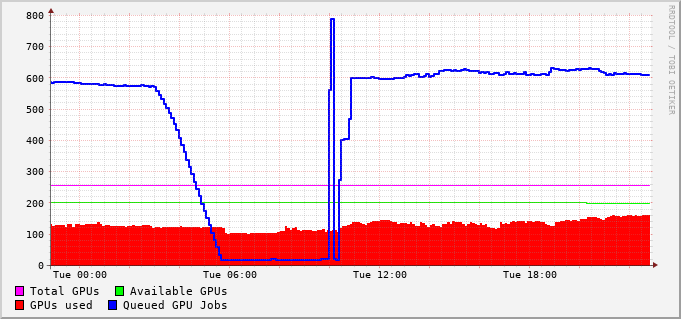 800
700
600
500
400
300
200
100
0
Tue 00:00 Tue 06:00 Tue 12:00 Tue 18:00
Total GPUs Available GPUs
GPUs used Queued GPU Jobs
RRDTOOL / TOBI OETIKER